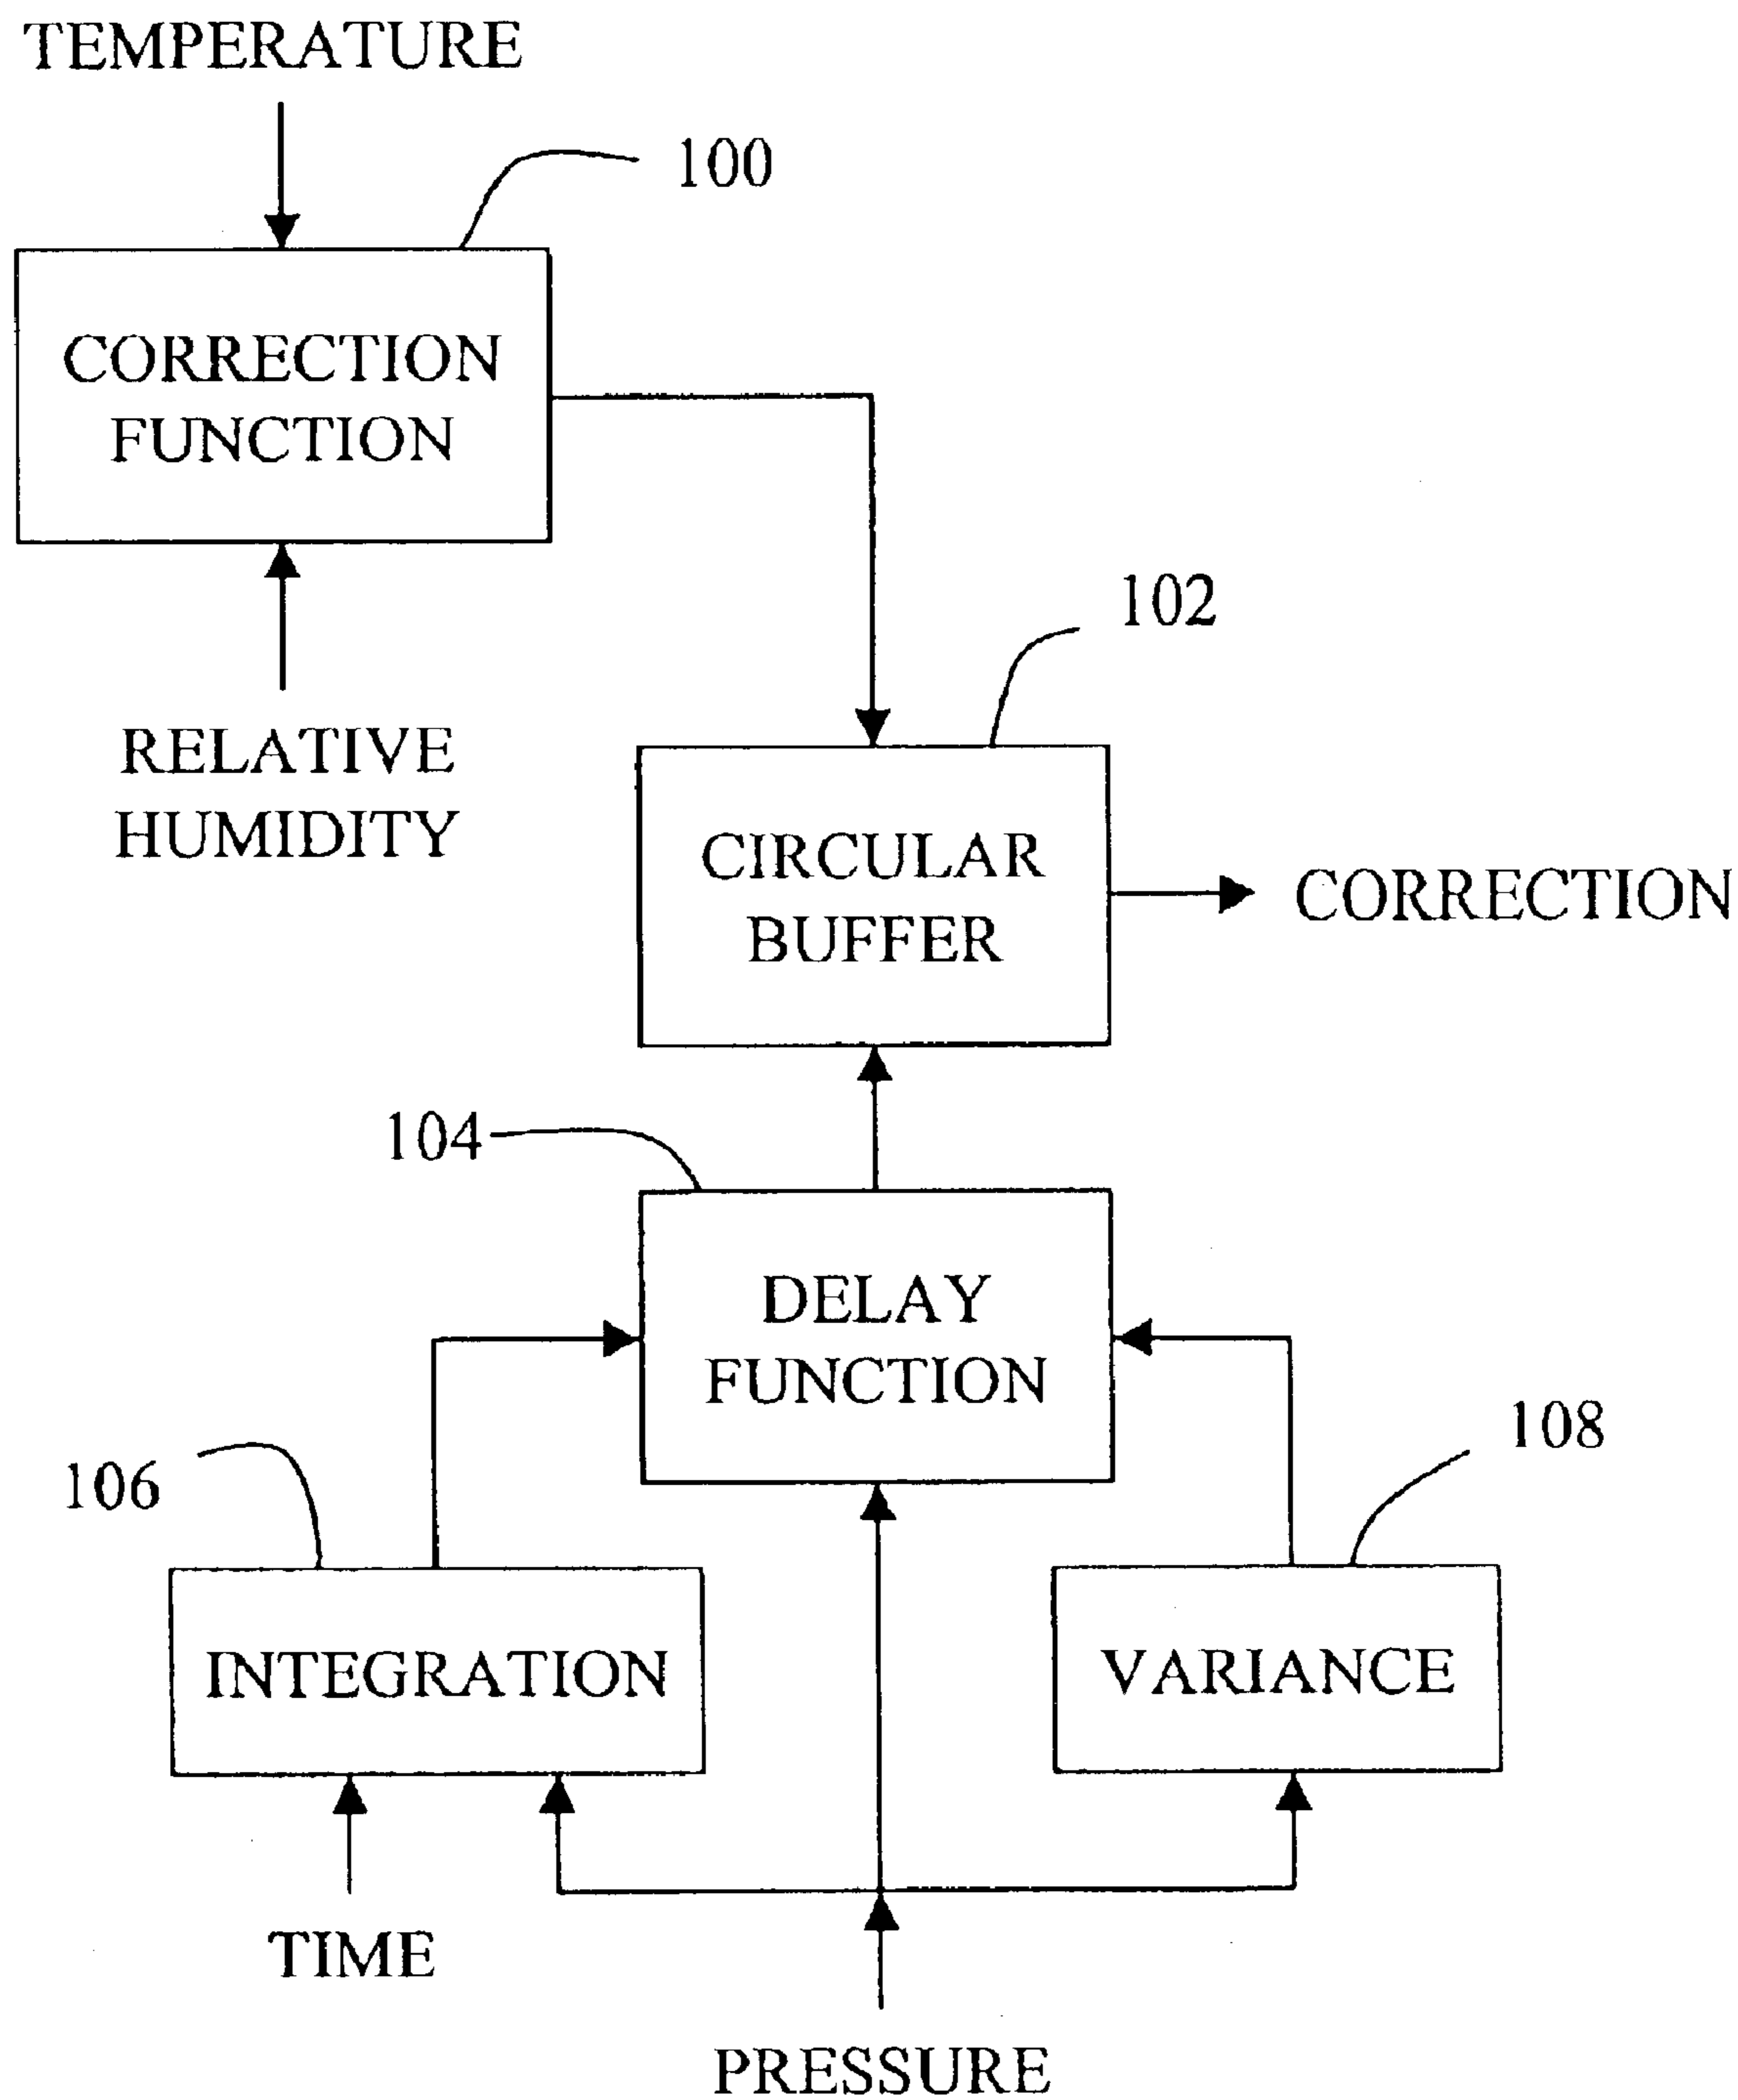 TEMPERATURE
100
CORRECTION
FUNCTION
RELATIVE
HUMIDITY
102
CIRCULAR
BUFFER
CORRECTION
104
DELAY
FUNCTION
106
108
INTEGRATION
VARIANCE
TIME
PRESSURE